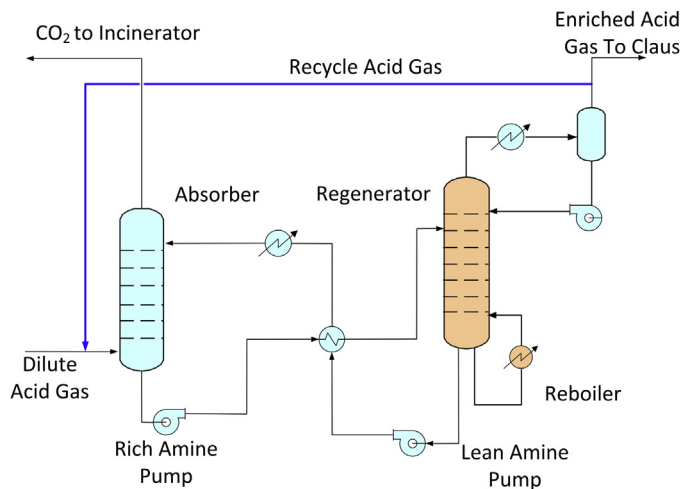 Enriched Acid
Gas To Claus
CO₂ to Incinerator
Recycle Acid Gas
Absorber
Regenerator
Dilute
Acid Gas
Reboiler
Rich Amine
Pump
Lean Amine
Pump